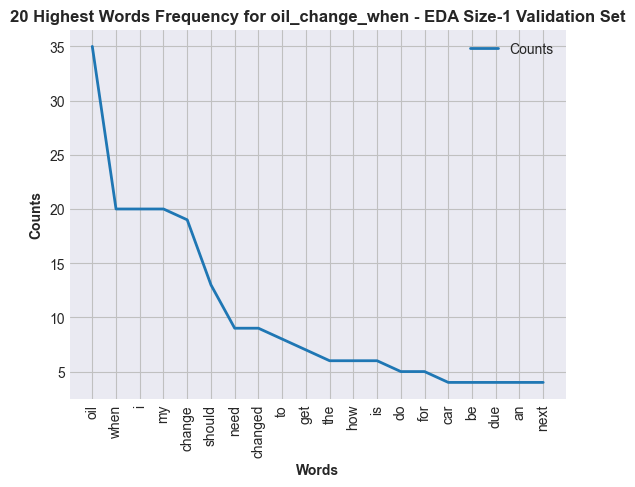 20 Highest Words Frequency for oil_change_when - EDA Size-1 Validation Set
Counts
35
30
25
20
15
10
5
Counts
oil
when
i
my
change
should
need
changed
to
get
the
how
is
do
for
car
be
due
an
next
Words